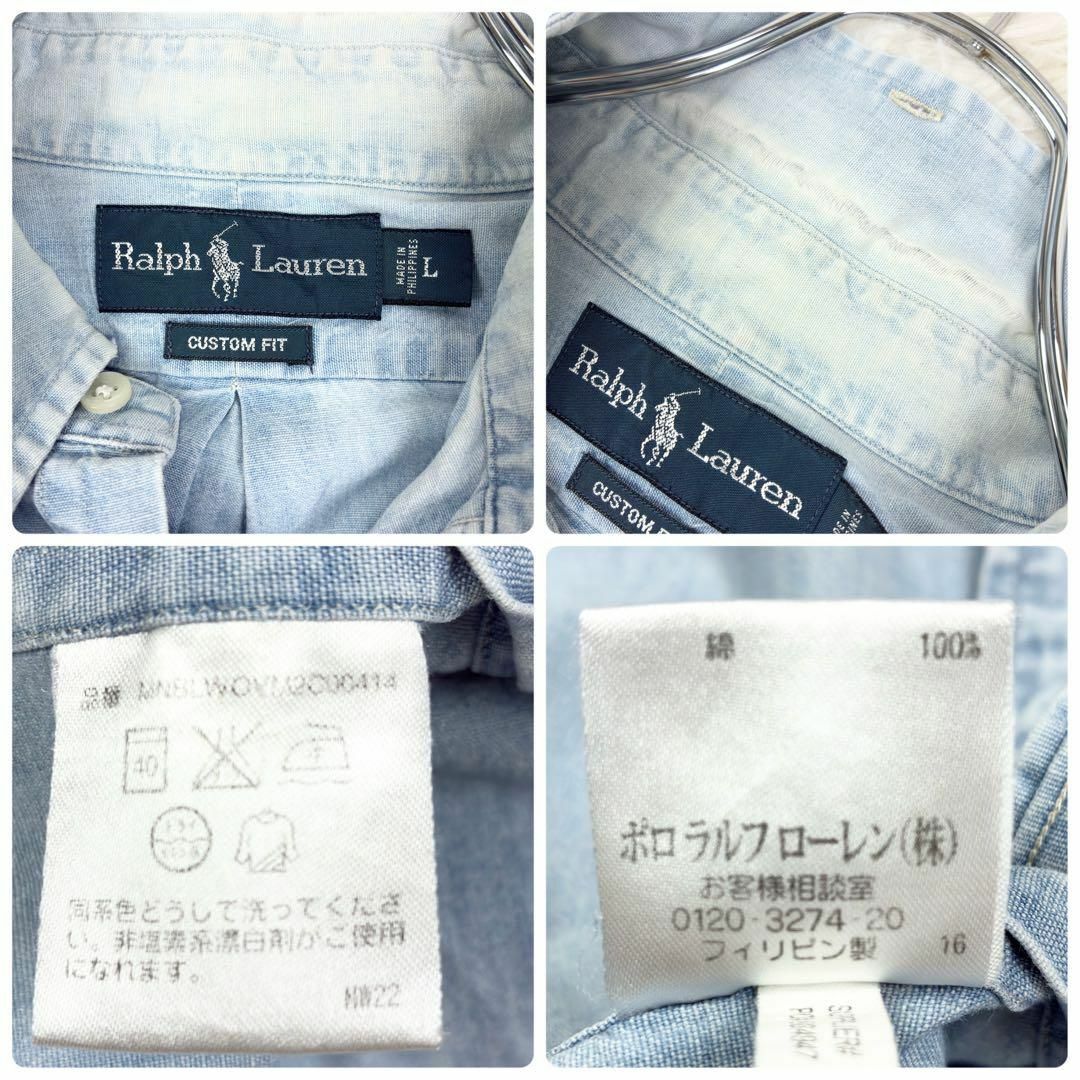 Ralph Lauren
MADE IN
PHILIPPINES
L
CUSTOM FIT
Ralph Lauren
CUSTOM
品番
40
同系色どうしで洗ってくださ
い。非塩素系漂白剤がご使用
になれます。
NW22
綿 100%
ポロ ラルフ ローレン(株)
お客様相談室
0120-3274-20
フィリピン製 16